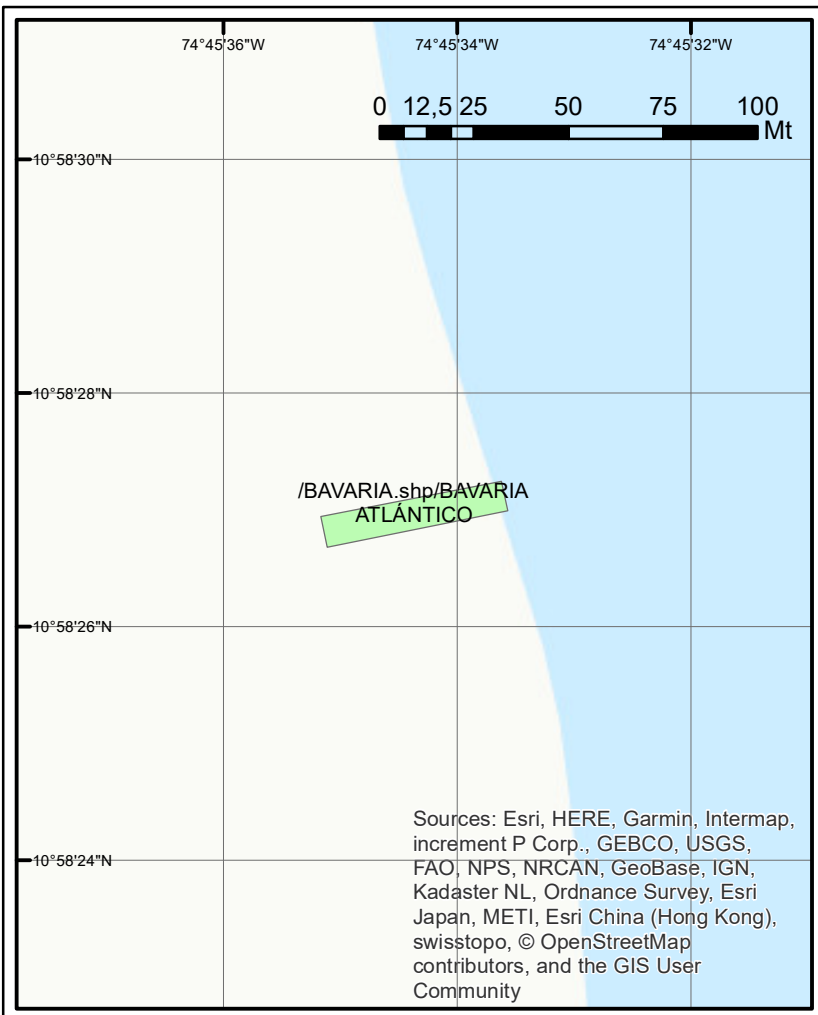 74°45'36"W 74°45'34"W 74°45'32"W
0 12,5 25 50 75 100
Mt
10°58'30"N
10°58'28"N
/BAVARIA.shp/BAVARIA
ATLÁNTICO
10°58'26"N
Sources: Esri, HERE, Garmin, Intermap,
increment P Corp., GEBCO, USGS,
FAO, NPS, NRCAN, GeoBase, IGN,
Kadaster NL, Ordnance Survey, Esri
Japan, METI, Esri China (Hong Kong),
swisstopo, © OpenStreetMap
contributors, and the GIS User
Community
10°58'24"N